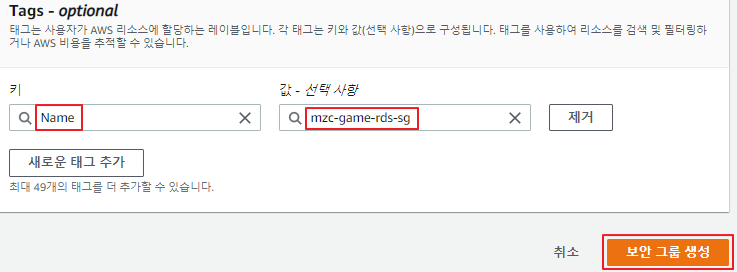 Tags - optional
태그는 사용자가 AWS 리소스에 할당하는 레이블입니다. 각 태그는 키와 값(선택 사항)으로 구성됩니다. 태그를 사용하여 리소스를 검색 및 필터링하
거나 AWS 비용을 추적할 수 있습니다.
키
값 - 선택 사항
Name
mzc-game-rds-sg
제거
새로운 태그 추가
최대 49개의 태그를 더 추가할 수 있습니다.
취소
보안 그룹 생성